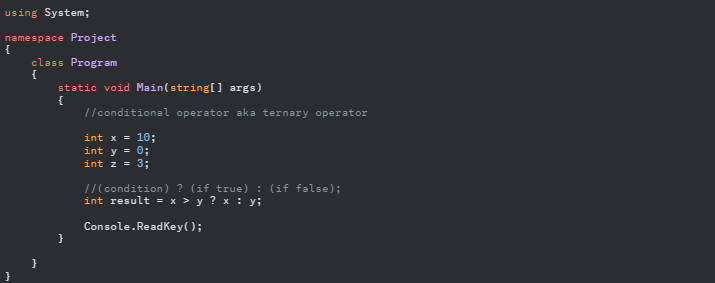 using System;
namespace Project
{
class Program
{
static void Main(string[] args)
{
//conditional operator aka ternary operator
int x = 10;
int y = 0;
int z = 3;
//(condition) ? (if true) : (if false);
int result = x > y ? x : y;
Console.ReadKey();
}
}
}